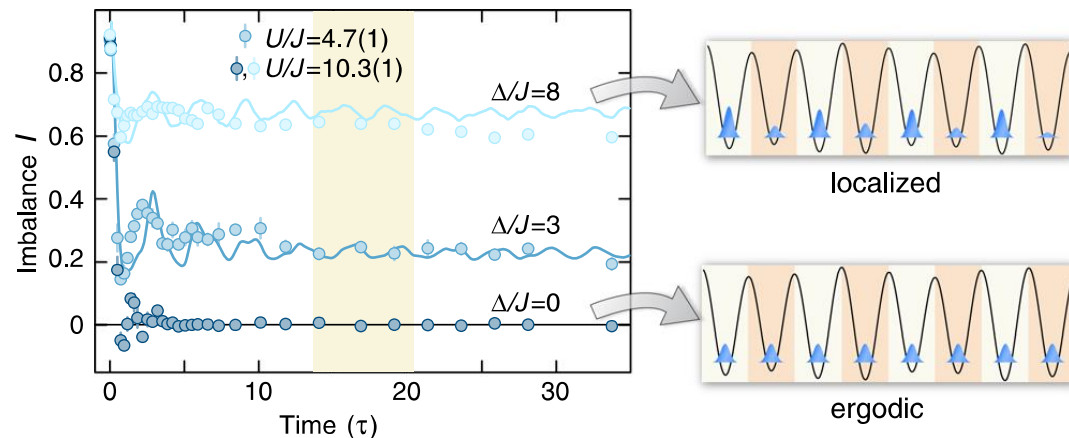 U/J=4.7(1)
, U/J=10.3(1)
0.8
0.6
0.4
0.2
0
Imbalance I
Δ/J=8
Δ/J=3
Δ/J=0
0
10
20
30
Time (τ)
localized
ergodic